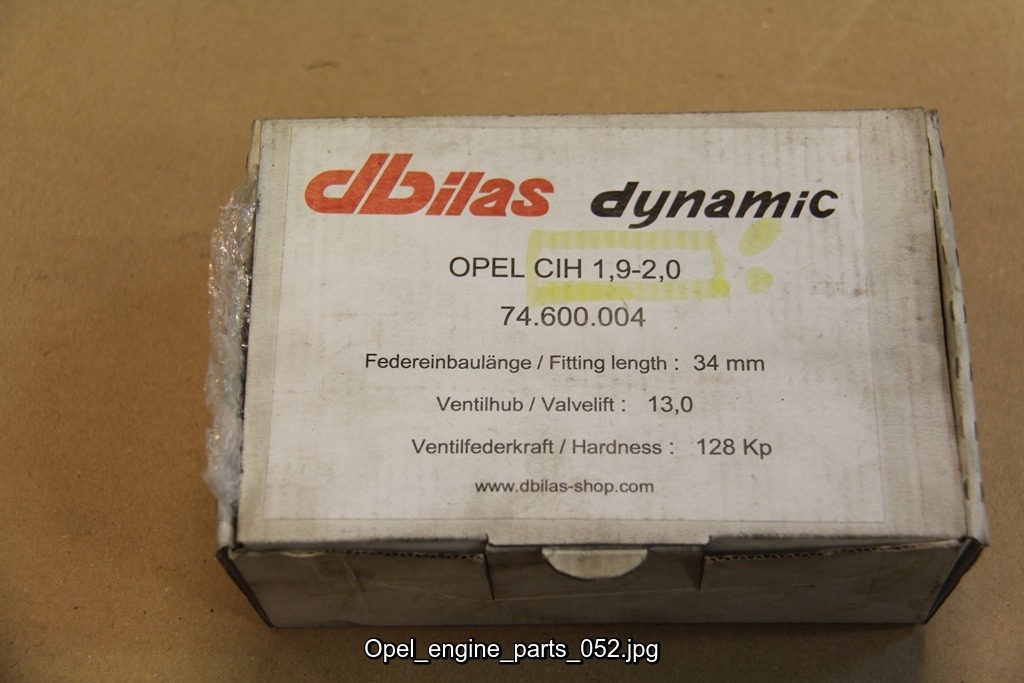 dbilas dynamic
OPEL CIH 1,9-2,0
74.600.004
Federeinbaulänge / Fitting length : 34 mm
Ventilhub / Valvelift : 13,0
Ventilfederkraft / Hardness : 128 Kp
www.dbilas-shop.com
Opel_engine_parts_052.jpg